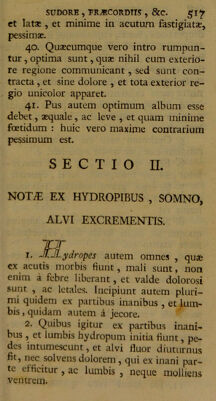 SUDORE, PRÆCORDIIS, &c. 517
et latæ, et minime in acutum fastigiatæ,
pessimæ.
40. Quæcumque vero intro rumpun-
tur, optima sunt, quæ nihil cum exterio-
re regione communicant, sed sunt con-
tracta, et sine dolore, et tota exterior re-
gio unicolor apparet.
41. Pus autem optimum album esse
debet, æquale, ac leve, et quam minime
fœtidum: huic vero maxime contrarium
pessimum est.
SECTIO II.
NOTÆ EX HYDROPIBUS, SOMNO,
ALVI EXCREMENTIS.
1. Hydropes autem omnes, quæ
ex acutis morbis fiunt, mali sunt, non
enim à febre liberant, et valde dolorosi
sunt, ac letales. Incipiunt autem pluri-
mi quidem ex partibus inanibus, et lum-
bis, quidam autem à jecore.
2. Quibus igitur ex partibus inani-
bus, et lumbis hydropum initia fiunt, pe-
des intumescunt, et alvi fluor diuturnus
fit, nec solvens dolorem, qui ex inani par-
te efficitur, ac lumbis, neque molliens
ventrem.